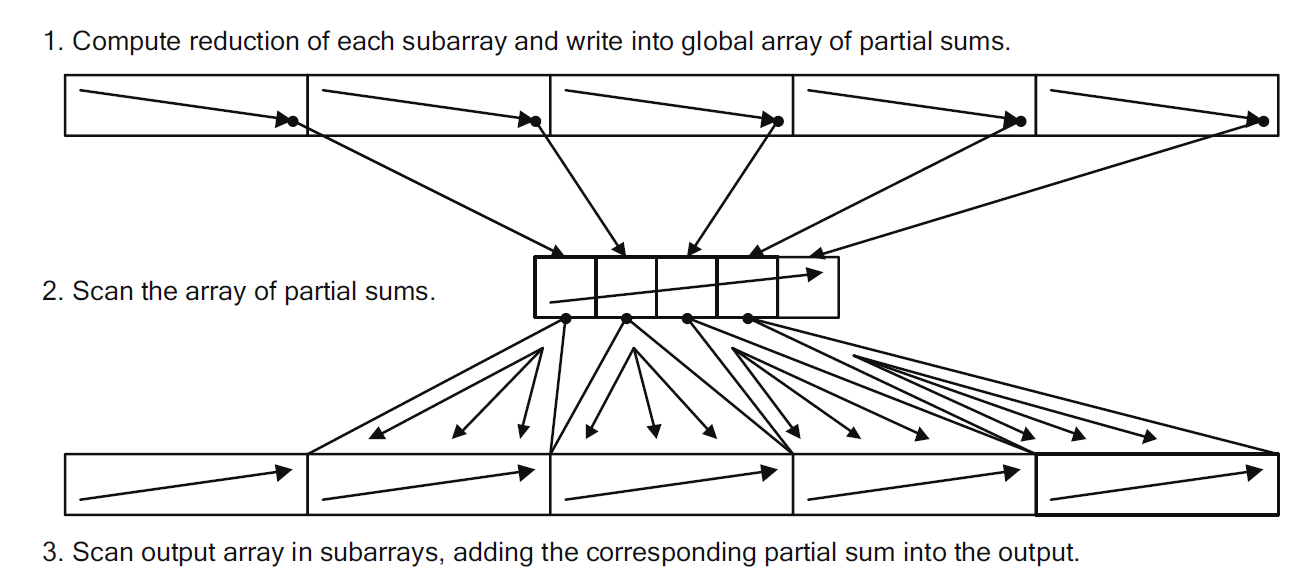 1. Compute reduction of each subarray and write into global array of partial sums.
2. Scan the array of partial sums.
3. Scan output array in subarrays, adding the corresponding partial sum into the output.